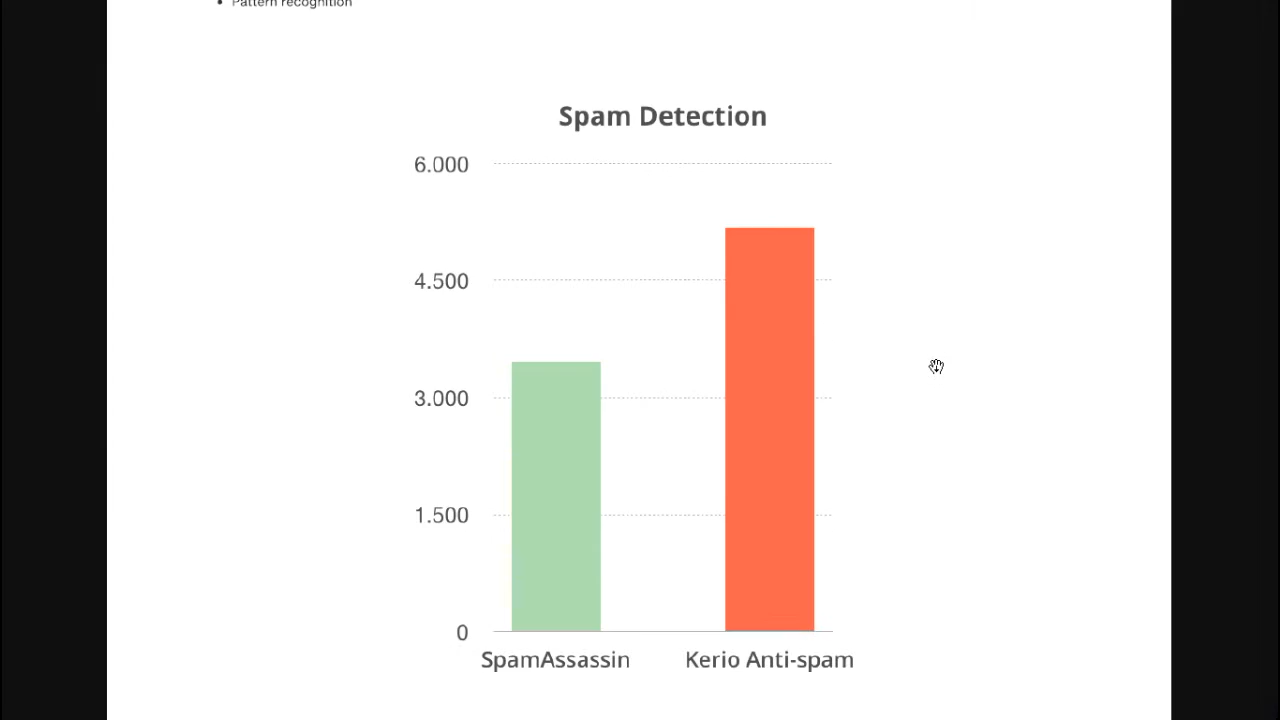 • Pattern recognition
Spam Detection
6.000
4.500
3.000
1.500
0
SpamAssassin
Kerio Anti-spam